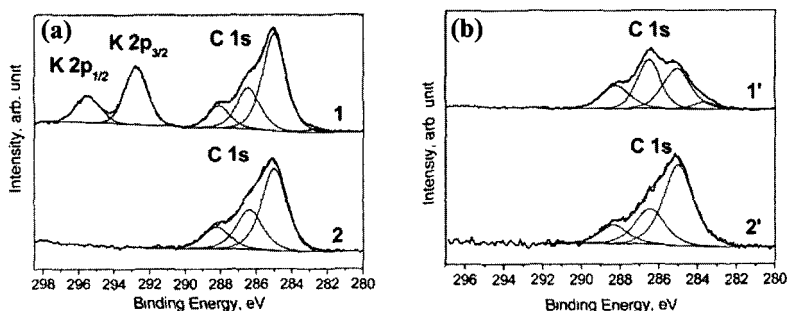 (a)
K 2p1/2
K 2p3/2
C 1s
1
C 1s
2
Intensity, arb. unit
298 296 294 292 290 288 286 284 282 280
Binding Energy, eV
(b)
C 1s
1'
C 1s
2'
Intensity, arb unit
296 294 292 290 288 286 284 282 280
Binding Energy, eV